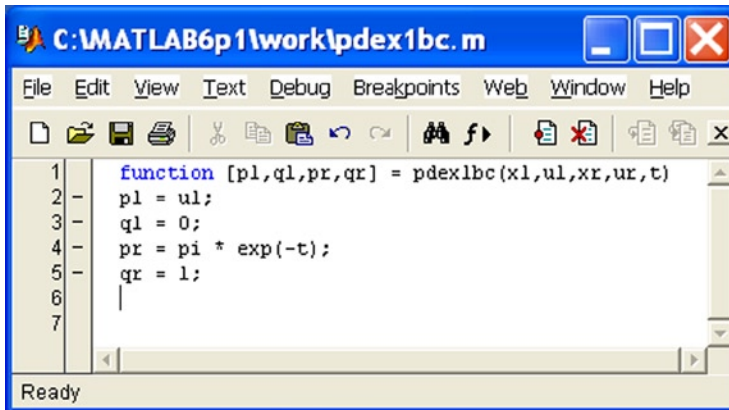 C:\MATLAB6p1\work\pdex1bc.m
File Edit View Text Debug Breakpoints Web Window Help
1 function [pl,ql,pr,qr] = pdex1bc(xl,ul,xr,ur,t)
2 - pl = ul;
3 - ql = 0;
4 - pr = pi * exp(-t);
5 - qr = 1;
6
7
Ready